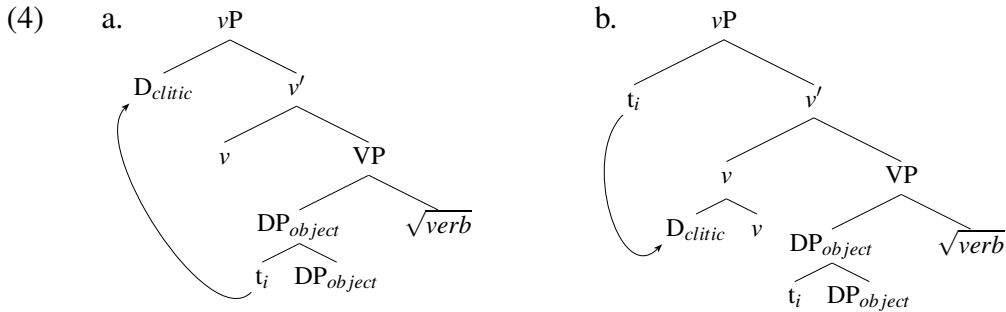 (4) a. vP b. vP
D_clitic v′ t_i v′
v VP v VP
DP_object √verb D_clitic v DP_object √verb
t_i DP_object t_i DP_object